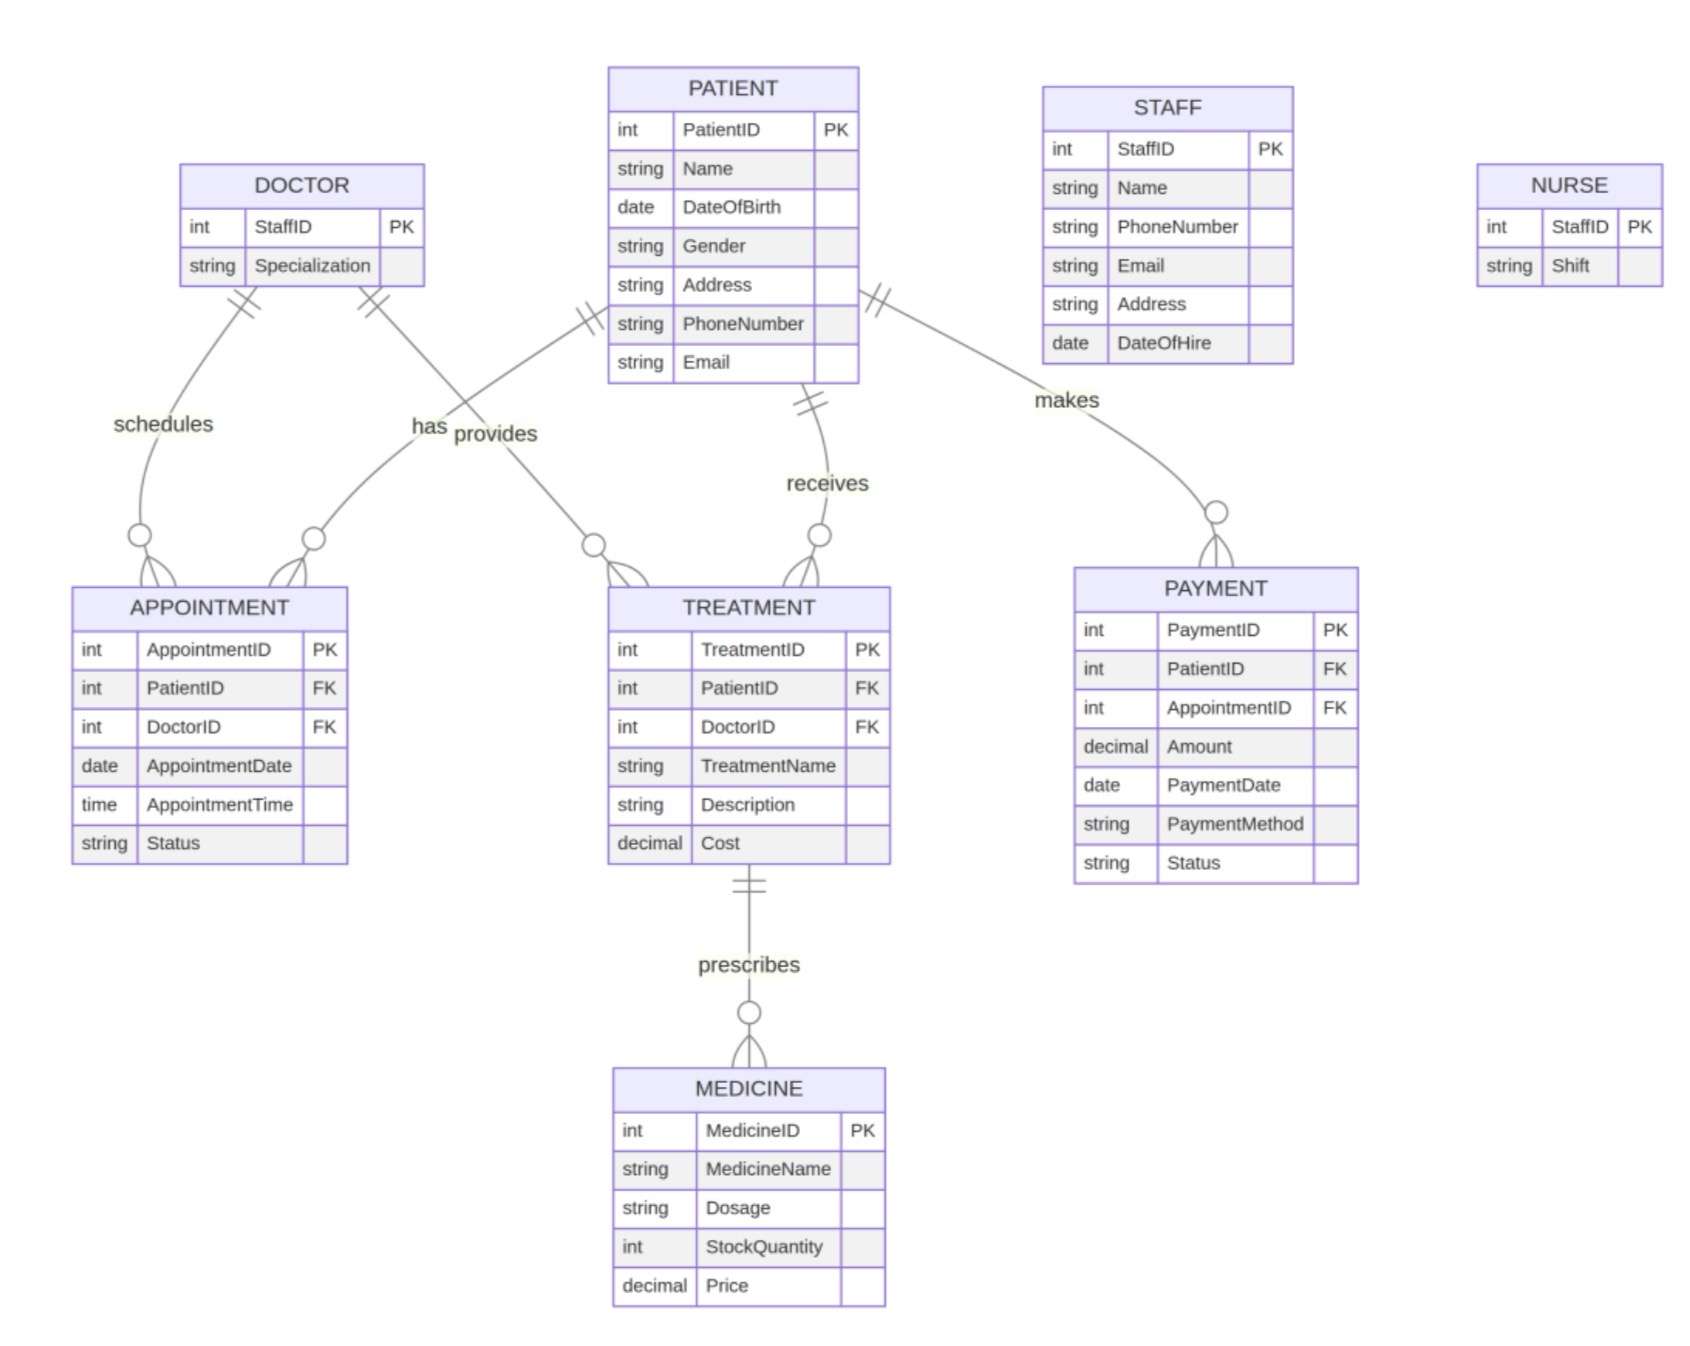 PATIENT
int PatientID PK
string Name
date DateOfBirth
string Gender
string Address
string PhoneNumber
string Email
STAFF
int StaffID PK
string Name
string PhoneNumber
string Email
string Address
date DateOfHire
DOCTOR
int StaffID PK
string Specialization
NURSE
int StaffID PK
string Shift
schedules
has
provides
receives
makes
APPOINTMENT
int AppointmentID PK
int PatientID FK
int DoctorID FK
date AppointmentDate
time AppointmentTime
string Status
TREATMENT
int TreatmentID PK
int PatientID FK
int DoctorID FK
string TreatmentName
string Description
decimal Cost
PAYMENT
int PaymentID PK
int PatientID FK
int AppointmentID FK
decimal Amount
date PaymentDate
string PaymentMethod
string Status
prescribes
MEDICINE
int MedicineID PK
string MedicineName
string Dosage
int StockQuantity
decimal Price